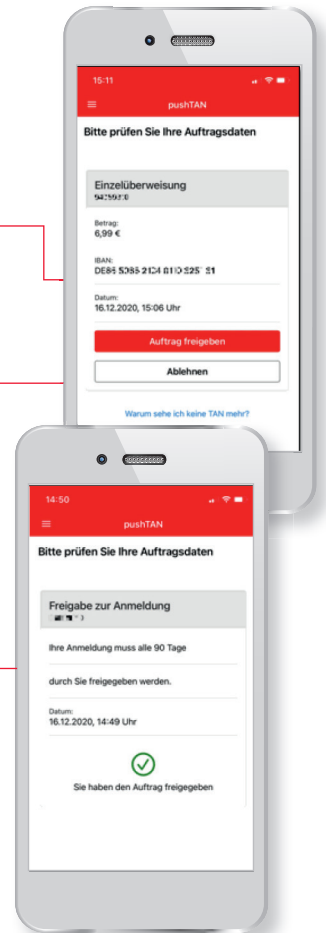 15:11
pushTAN
Bitte prüfen Sie Ihre Auftragsdaten
Einzelüberweisung
Betrag:
6,99 €
IBAN:
Datum:
16.12.2020, 15:06 Uhr
Auftrag freigeben
Ablehnen
Warum sehe ich keine TAN mehr?
14:50
pushTAN
Bitte prüfen Sie Ihre Auftragsdaten
Freigabe zur Anmeldung
Ihre Anmeldung muss alle 90 Tage
durch Sie freigegeben werden.
Datum:
16.12.2020, 14:49 Uhr
Sie haben den Auftrag freigegeben